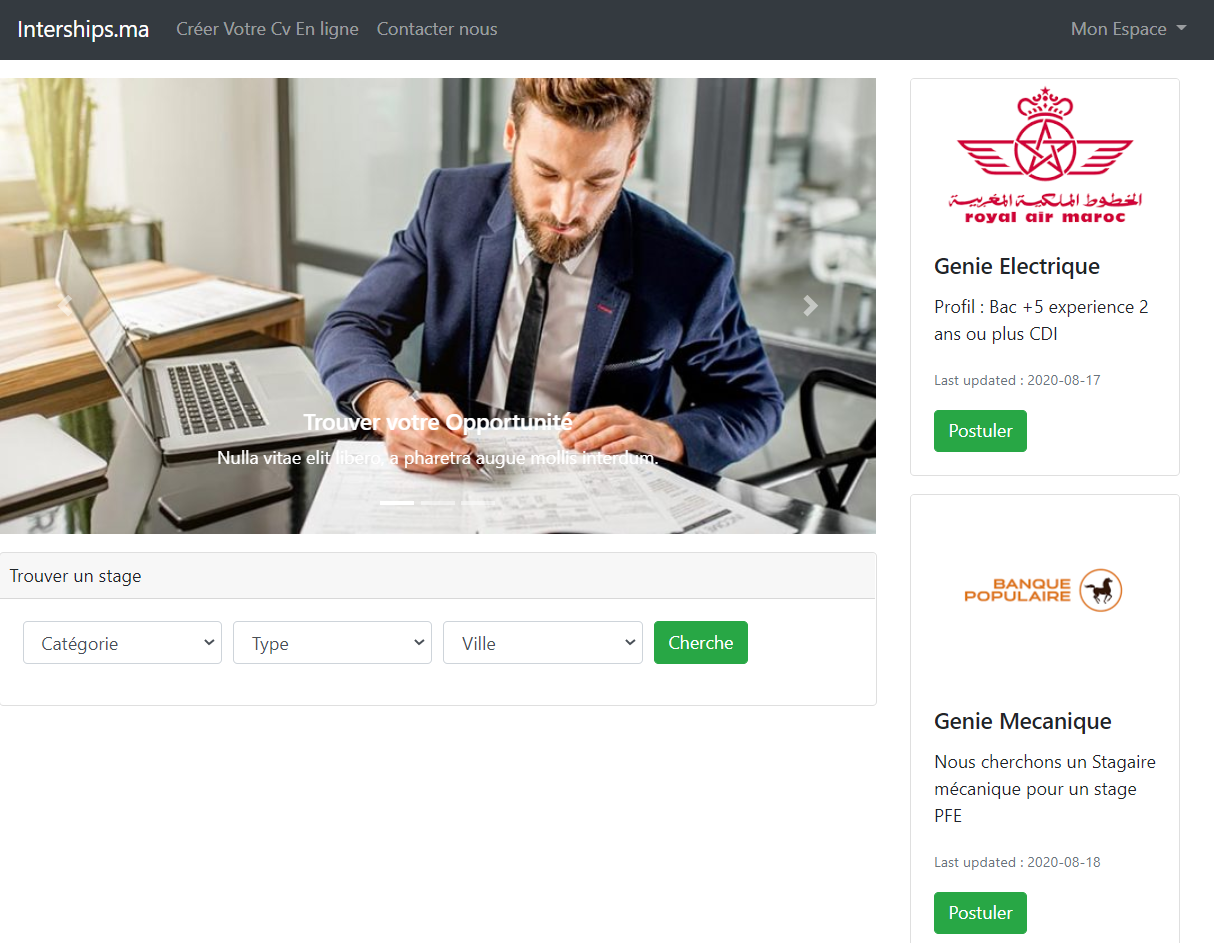 Interships.ma
Créer Votre Cv En ligne
Contacter nous
Mon Espace
Trouver votre Opportunité
Nulla vitae elit libero, a pharetra augue mollis interdum.
Trouver un stage
Catégorie
Type
Ville
Cherche
الخطوط الملكية المغربية
royal air maroc
Genie Electrique
Profil : Bac +5 experience 2
ans ou plus CDI
Last updated : 2020-08-17
Postuler
BANQUE
POPULAIRE
Genie Mecanique
Nous cherchons un Stagaire
mécanique pour un stage
PFE
Last updated : 2020-08-18
Postuler